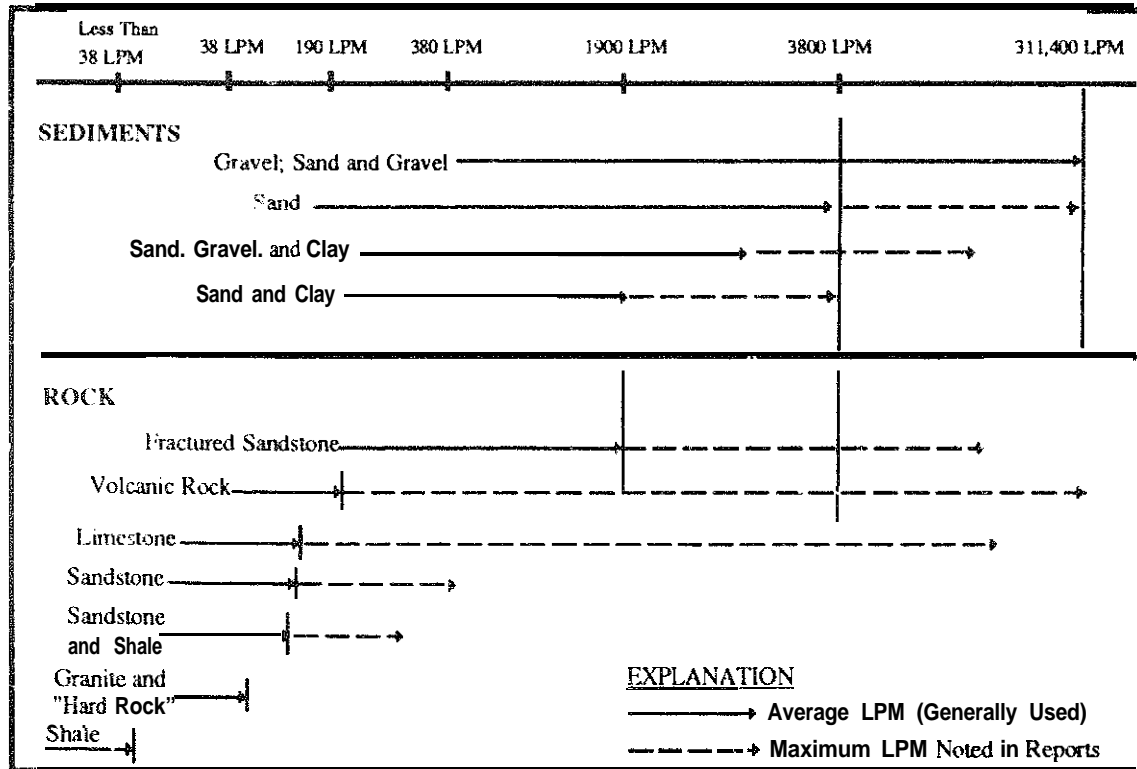 Less Than
38 LPM
38 LPM 190 LPM 380 LPM 1900 LPM 3800 LPM 311,400 LPM
SEDIMENTS
Gravel; Sand and Gravel
Sand
Sand. Gravel. and Clay
Sand and Clay
ROCK
Fractured Sandstone
Volcanic Rock
Limestone
Sandstone
Sandstone
and Shale
Granite and
"Hard Rock"
Shale
EXPLANATION
Average LPM (Generally Used)
Maximum LPM Noted in Reports